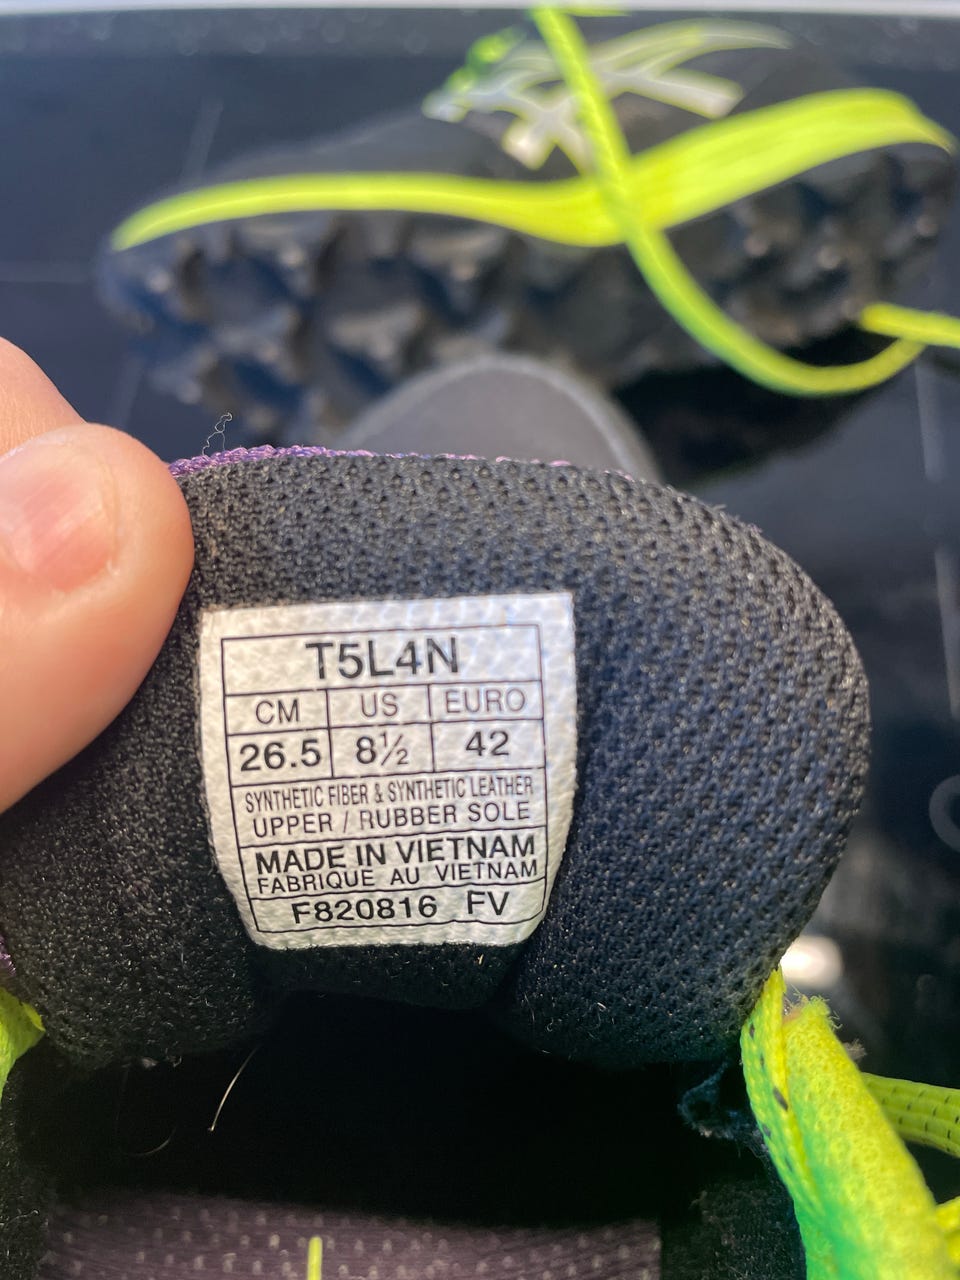 T5L4N
CM US EURO
26.5 8½ 42
SYNTHETIC FIBER & SYNTHETIC LEATHER
UPPER / RUBBER SOLE
MADE IN VIETNAM
FABRIQUE AU VIETNAM
F820816 FV